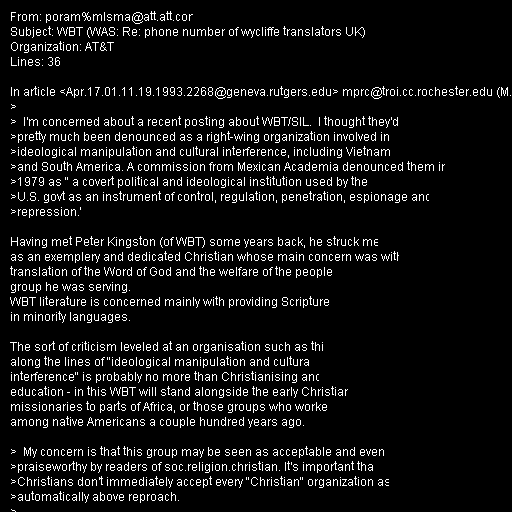 From: poram%mlsma@att.att.cor
Subject: WBT (WAS: Re: phone number of wycliffe translators UK)
Organization: AT&T
Lines: 36

In article <Apr.17.01.11.19.1993.2268@geneva.rutgers.edu> mprc@troi.cc.rochester.edu (M.
>
>  I'm concerned about a recent posting about WBT/SIL.  I thought they'd
>pretty much been denounced as a right-wing organization involved in
>ideological manipulation and cultural interference, including Vietnam
>and South America. A commission from Mexican Academia denounced them ir
>1979 as " a covert political and ideological institution used by the
>U.S. govt as an instrument of control, regulation, penetration, espionage and
>repression.'

Having met Peter Kingston (of WBT) some years back, he struck me
as an exemplery and dedicated Christian whose main concern was with
translation of the Word of God and the welfare of the people
group he was serving.
WBT literature is concerned mainly with providing Scripture
in minority languages.

The sort of criticism leveled at an organisation such as thi
along the lines of "ideological manipulation and cultura
interference" is probably no more than Christianising and
education - in this WBT will stand alongside the early Christiar
missionaries to parts of Africa, or those groups who worke
among native Americans a couple hundred years ago.

>  My concern is that this group may be seen as acceptable and even
>praiseworthy by readers of soc.religion.christian. It's important tha
>Christians don't immediately accept every "Christian" organization as
>automatically above reproach.
>